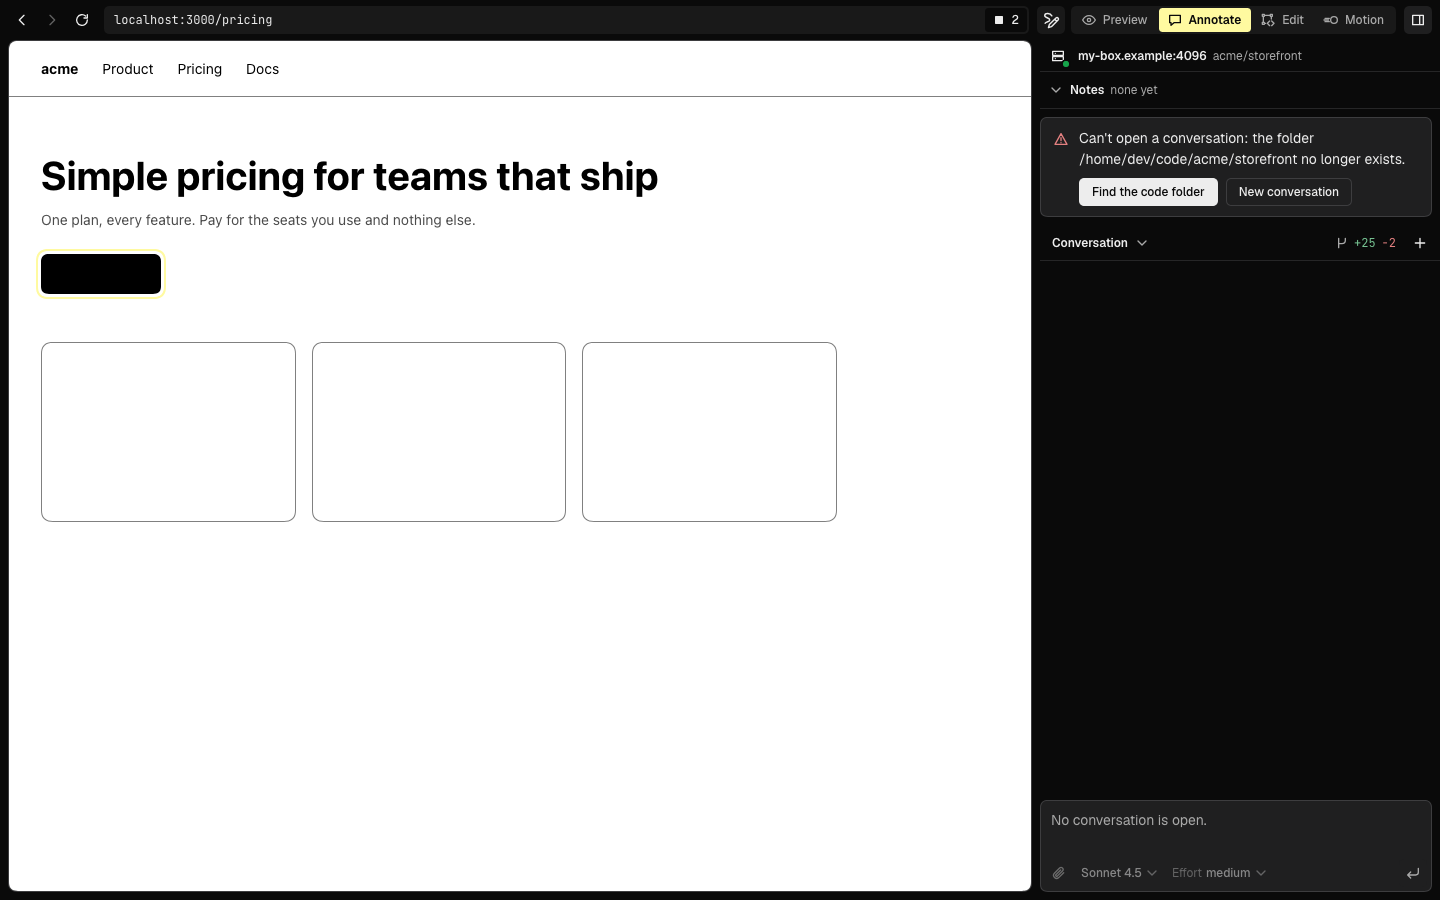 localhost:3000/pricing
2
Preview
Annotate
Edit
Motion
acme
Product
Pricing
Docs
Simple pricing for teams that ship
One plan, every feature. Pay for the seats you use and nothing else.
my-box.example:4096 acme/storefront
Notes none yet
Can't open a conversation: the folder
/home/dev/code/acme/storefront no longer exists.
Find the code folder
New conversation
Conversation
+25 -2
No conversation is open.
Sonnet 4.5
Effort medium